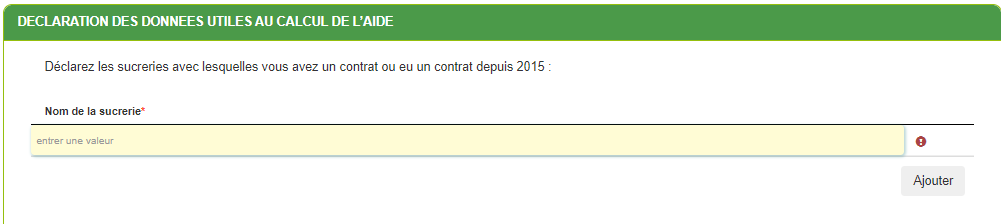 DECLARATION DES DONNEES UTILES AU CALCUL DE L'AIDE
Déclarez les sucreries avec lesquelles vous avez un contrat ou eu un contrat depuis 2015 :
Nom de la sucrerie*
entrer une valeur
Ajouter